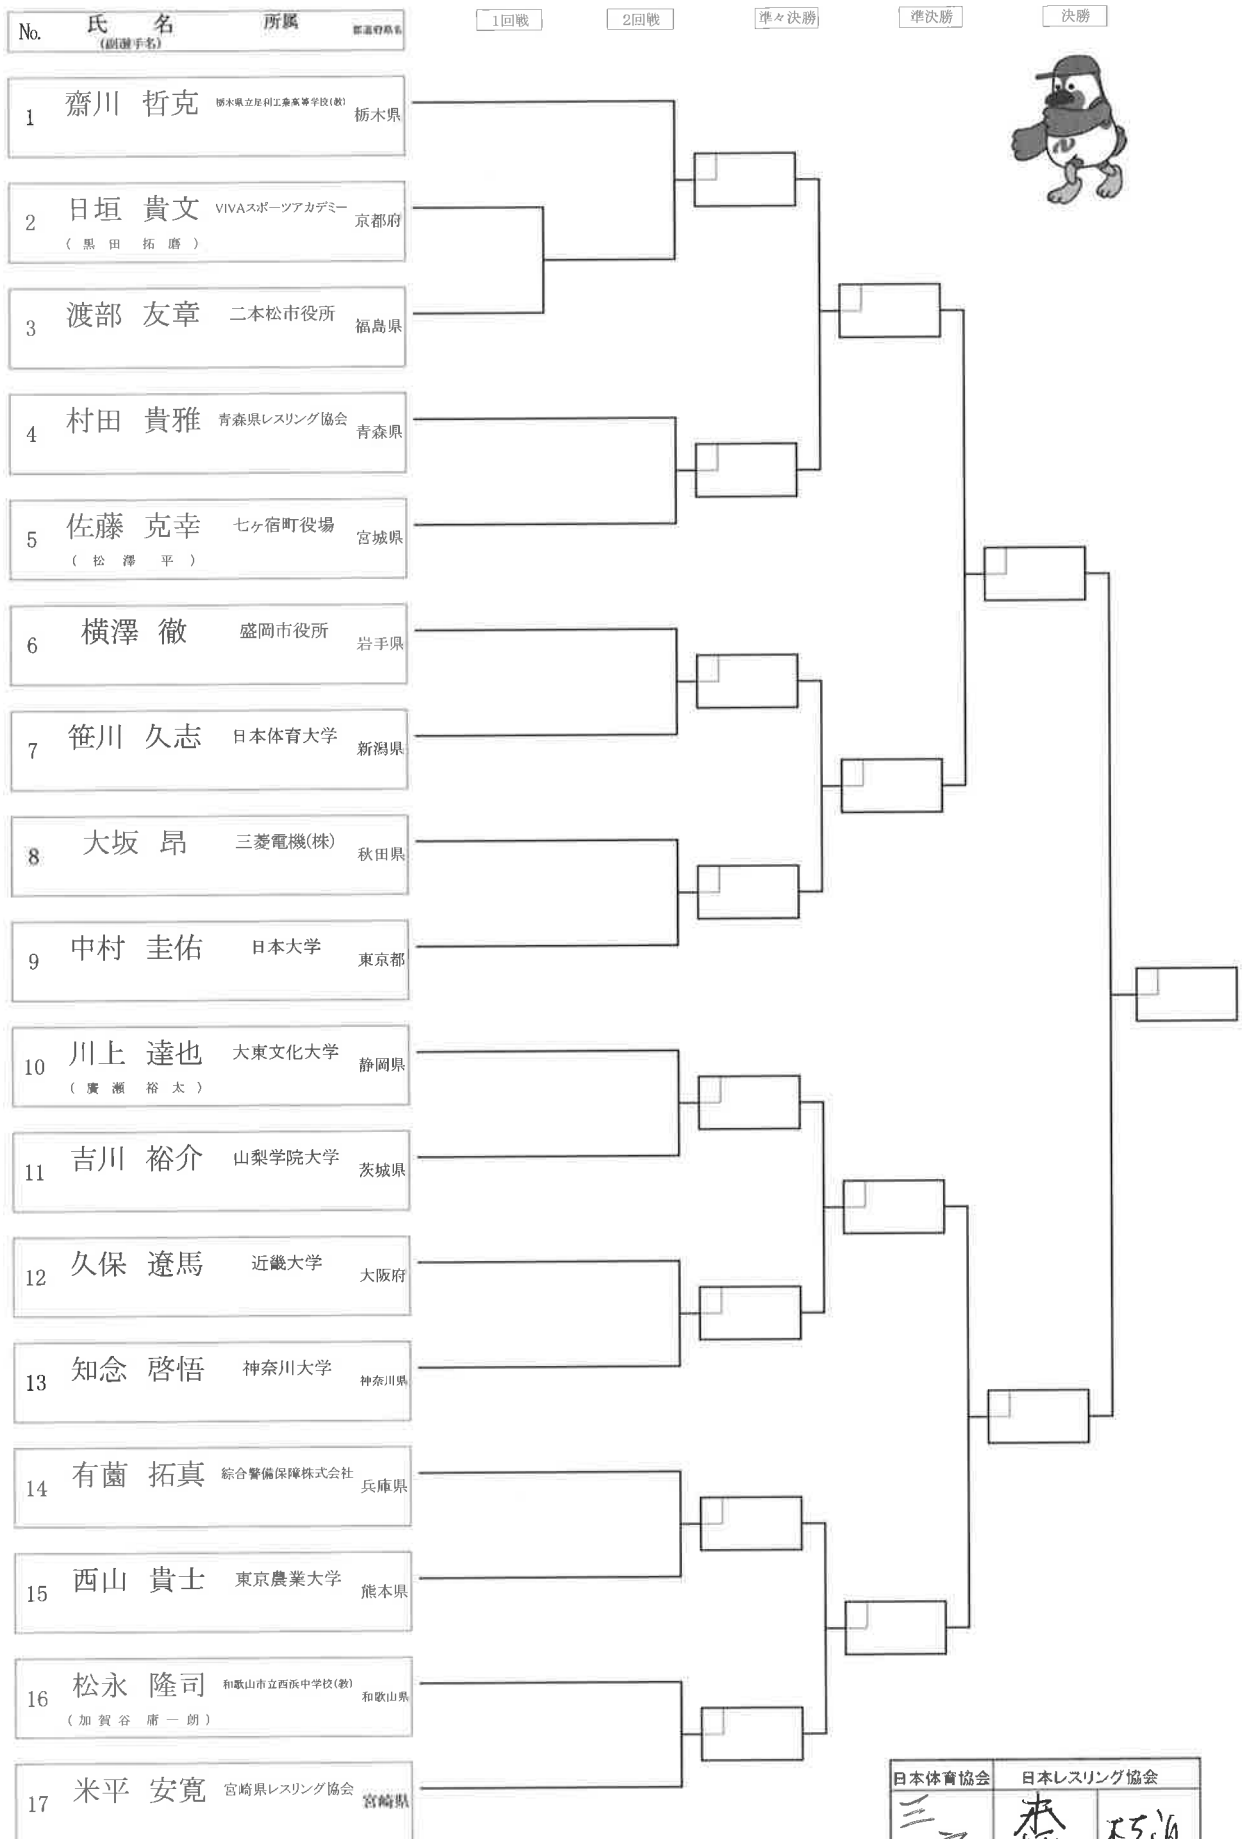 No. 氏 名 所属 都道府県名 1回戦 2回戦 準々決勝 準決勝 決勝
(副選手名)
1 齋川 哲克 栃木県立足利工業高等学校(教) 栃木県
2 日垣 貴文 VIVAスポーツアカデミー 京都府
(黒田 拓磨)
3 渡部 友章 二本松市役所 福島県
4 村田 貴雅 青森県レスリング協会 青森県
5 佐藤 克幸 七ヶ宿町役場 宮城県
(松澤 平)
6 横澤 徹 盛岡市役所 岩手県
7 笹川 久志 日本体育大学 新潟県
8 大坂 昂 三菱電機(株) 秋田県
9 中村 圭佑 日本大学 東京都
10 川上 達也 大東文化大学 静岡県
(廣瀬 裕太)
11 吉川 裕介 山梨学院大学 茨城県
12 久保 遼馬 近畿大学 大阪府
13 知念 啓悟 神奈川大学 神奈川県
14 有薗 拓真 綜合警備保障株式会社 兵庫県
15 西山 貴士 東京農業大学 熊本県
16 松永 隆司 和歌山市立西浜中学校(教) 和歌山県
(加賀谷 庸一朗)
17 米平 安寛 宮崎県レスリング協会 宮崎県
日本体育協会 日本レスリング協会